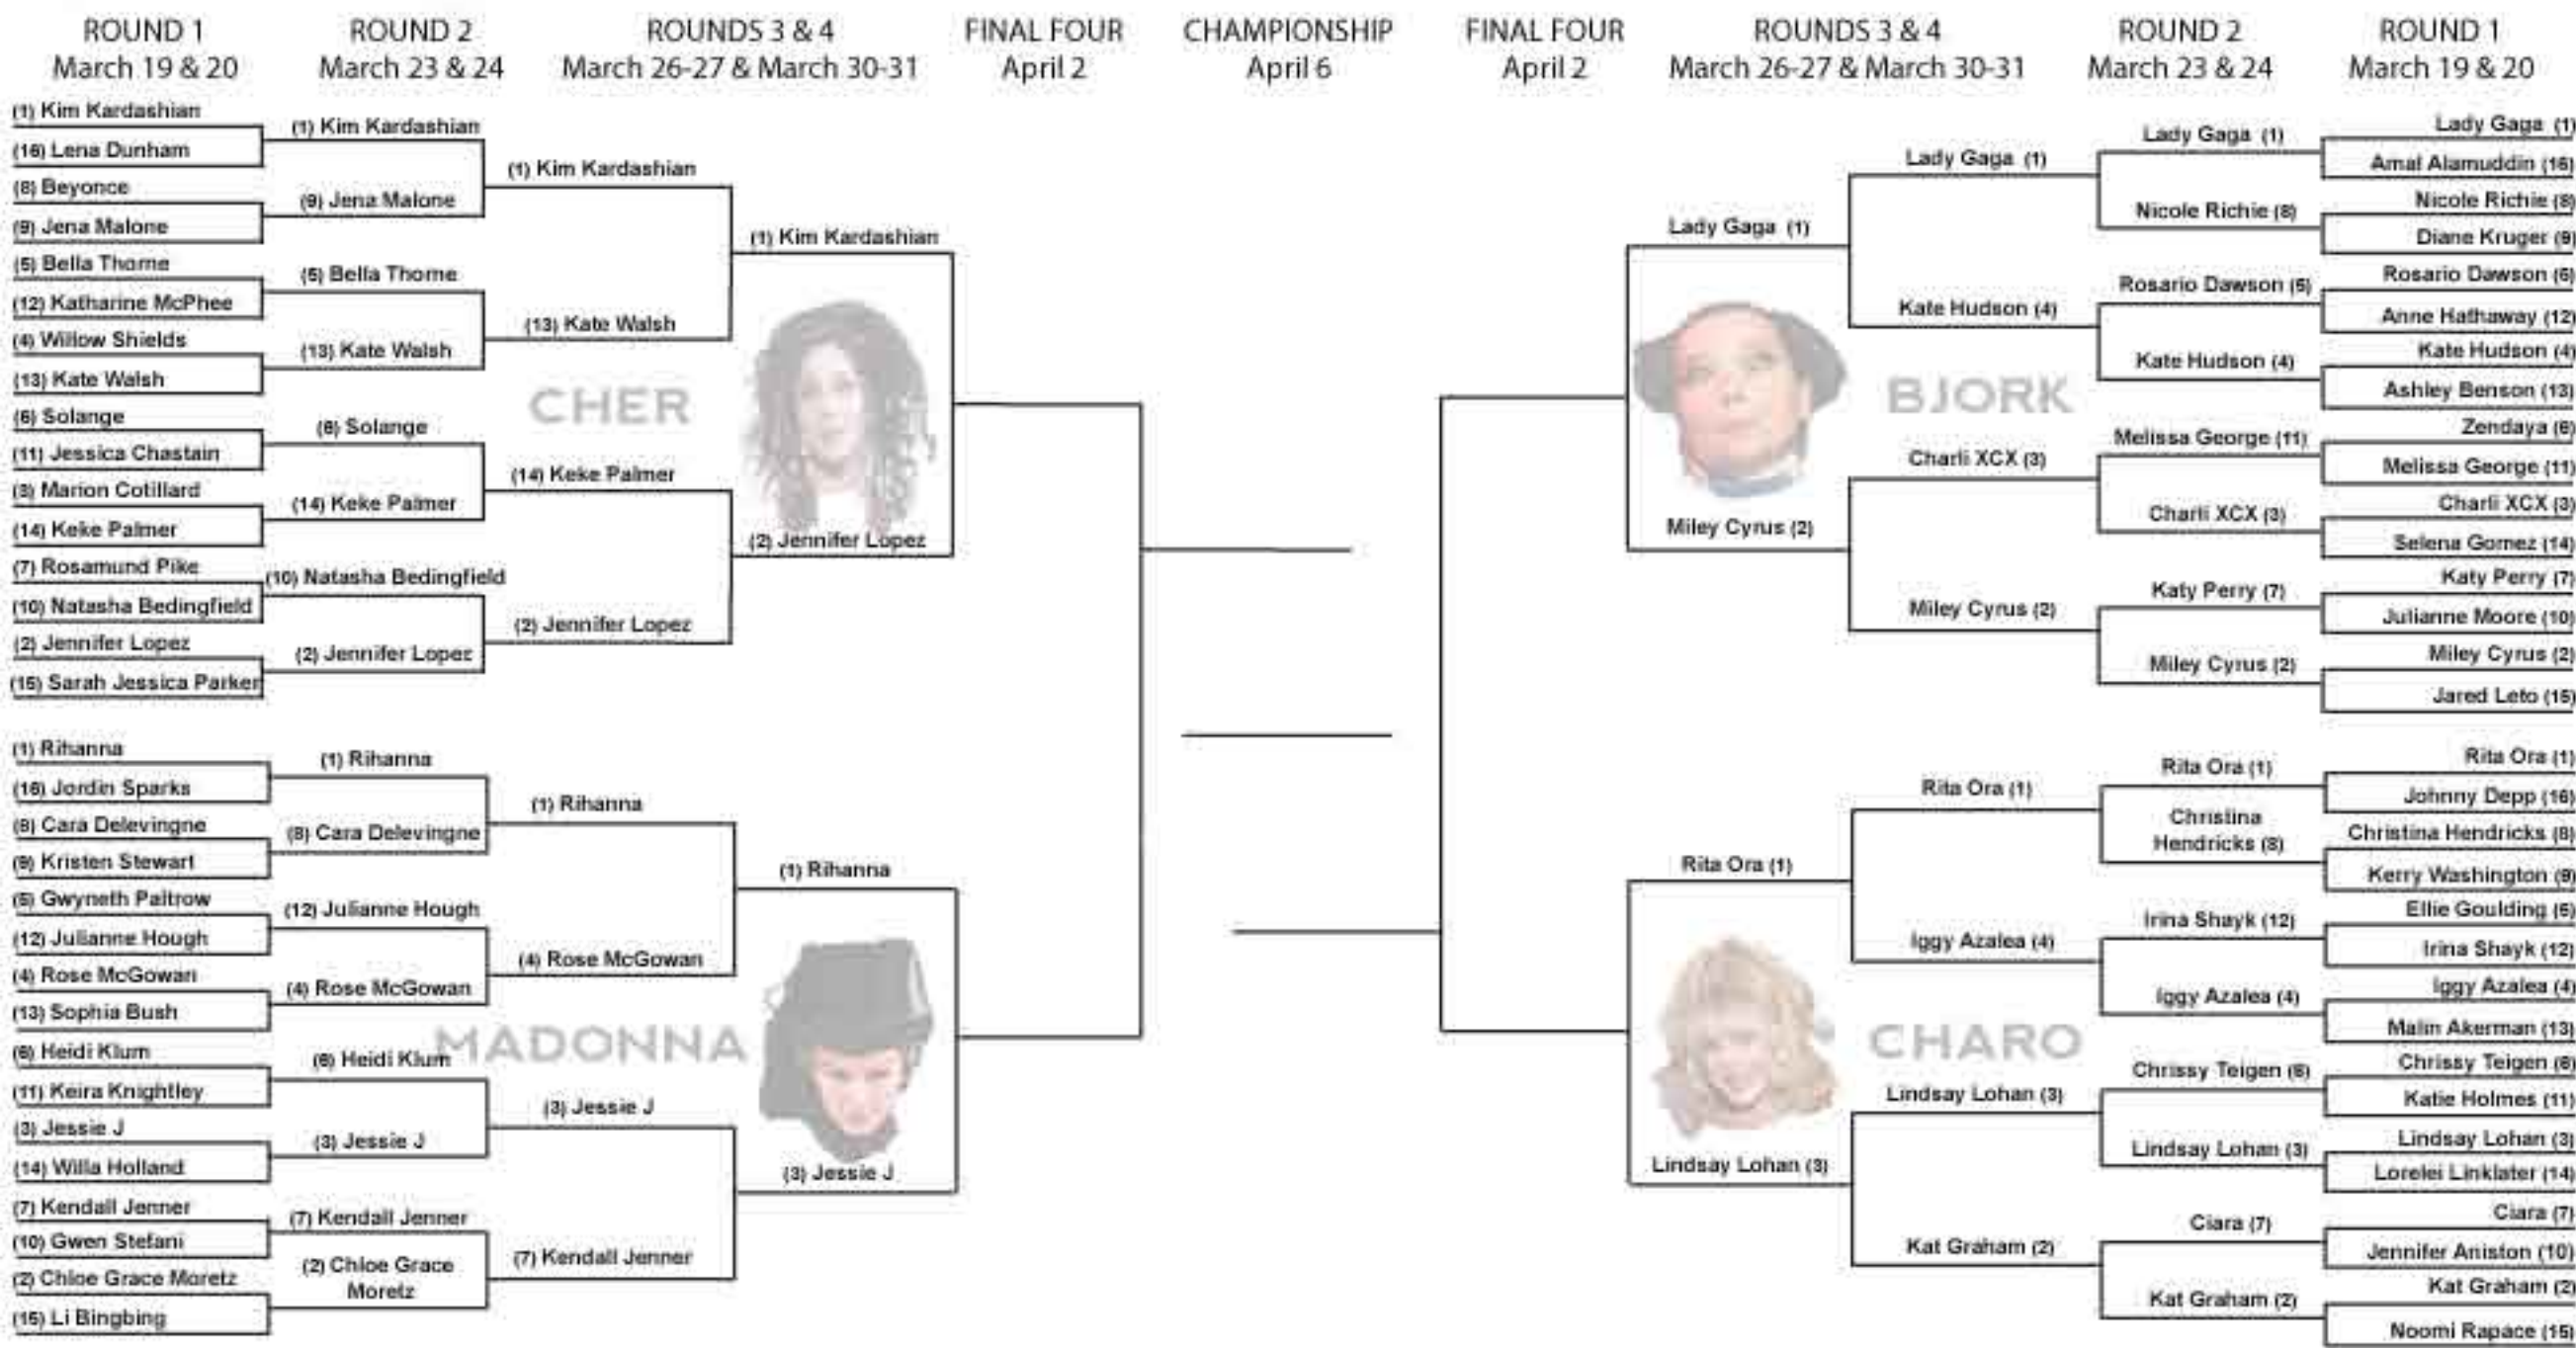 ROUND 1
March 19 & 20
ROUND 2
March 23 & 24
ROUNDS 3 & 4
March 26-27 & March 30-31
FINAL FOUR
April 2
CHAMPIONSHIP
April 6
FINAL FOUR
April 2
ROUNDS 3 & 4
March 26-27 & March 30-31
ROUND 2
March 23 & 24
ROUND 1
March 19 & 20
(1) Kim Kardashian
(16) Lena Dunham
(8) Beyonce
(9) Jena Malone
(5) Bella Thorne
(12) Katharine McPhee
(4) Willow Shields
(13) Kate Walsh
(6) Solange
(11) Jessica Chastain
(3) Marion Cotillard
(14) Keke Palmer
(7) Rosamund Pike
(10) Natasha Bedingfield
(2) Jennifer Lopez
(15) Sarah Jessica Parker
(1) Kim Kardashian
(9) Jena Malone
(5) Bella Thorne
(13) Kate Walsh
(6) Solange
(14) Keke Palmer
(10) Natasha Bedingfield
(2) Jennifer Lopez
(1) Kim Kardashian
(13) Kate Walsh
(14) Keke Palmer
(2) Jennifer Lopez
CHER
(1) Kim Kardashian
(2) Jennifer Lopez
(1) Rihanna
(16) Jordin Sparks
(8) Cara Delevingne
(9) Kristen Stewart
(5) Gwyneth Paltrow
(12) Julianne Hough
(4) Rose McGowan
(13) Sophia Bush
(6) Heidi Klum
(11) Keira Knightley
(3) Jessie J
(14) Willa Holland
(7) Kendall Jenner
(10) Gwen Stefani
(2) Chloe Grace Moretz
(15) Li Bingbing
(1) Rihanna
(8) Cara Delevingne
(12) Julianne Hough
(4) Rose McGowan
(6) Heidi Klum
(3) Jessie J
(7) Kendall Jenner
(2) Chloe Grace
Moretz
(1) Rihanna
(4) Rose McGowan
(3) Jessie J
(7) Kendall Jenner
MADONNA
(1) Rihanna
(3) Jessie J
Lady Gaga (1)
Miley Cyrus (2)
BJORK
Lady Gaga (1)
Kate Hudson (4)
Charli XCX (3)
Miley Cyrus (2)
Lady Gaga (1)
Nicole Richie (8)
Rosario Dawson (5)
Kate Hudson (4)
Melissa George (11)
Charli XCX (3)
Katy Perry (7)
Miley Cyrus (2)
Lady Gaga (1)
Amal Alamuddin (16)
Nicole Richie (8)
Diane Kruger (9)
Rosario Dawson (5)
Anne Hathaway (12)
Kate Hudson (4)
Ashley Benson (13)
Zendaya (6)
Melissa George (11)
Charli XCX (3)
Selena Gomez (14)
Katy Perry (7)
Julianne Moore (10)
Miley Cyrus (2)
Jared Leto (15)
Rita Ora (1)
Lindsay Lohan (3)
CHARO
Rita Ora (1)
Iggy Azalea (4)
Lindsay Lohan (3)
Kat Graham (2)
Rita Ora (1)
Christina
Hendricks (8)
Irina Shayk (12)
Iggy Azalea (4)
Chrissy Teigen (6)
Lindsay Lohan (3)
Ciara (7)
Kat Graham (2)
Rita Ora (1)
Johnny Depp (16)
Christina Hendricks (8)
Kerry Washington (9)
Ellie Goulding (5)
Irina Shayk (12)
Iggy Azalea (4)
Malin Akerman (13)
Chrissy Teigen (6)
Katie Holmes (11)
Lindsay Lohan (3)
Lorelei Linklater (14)
Ciara (7)
Jennifer Aniston (10)
Kat Graham (2)
Noomi Rapace (15)